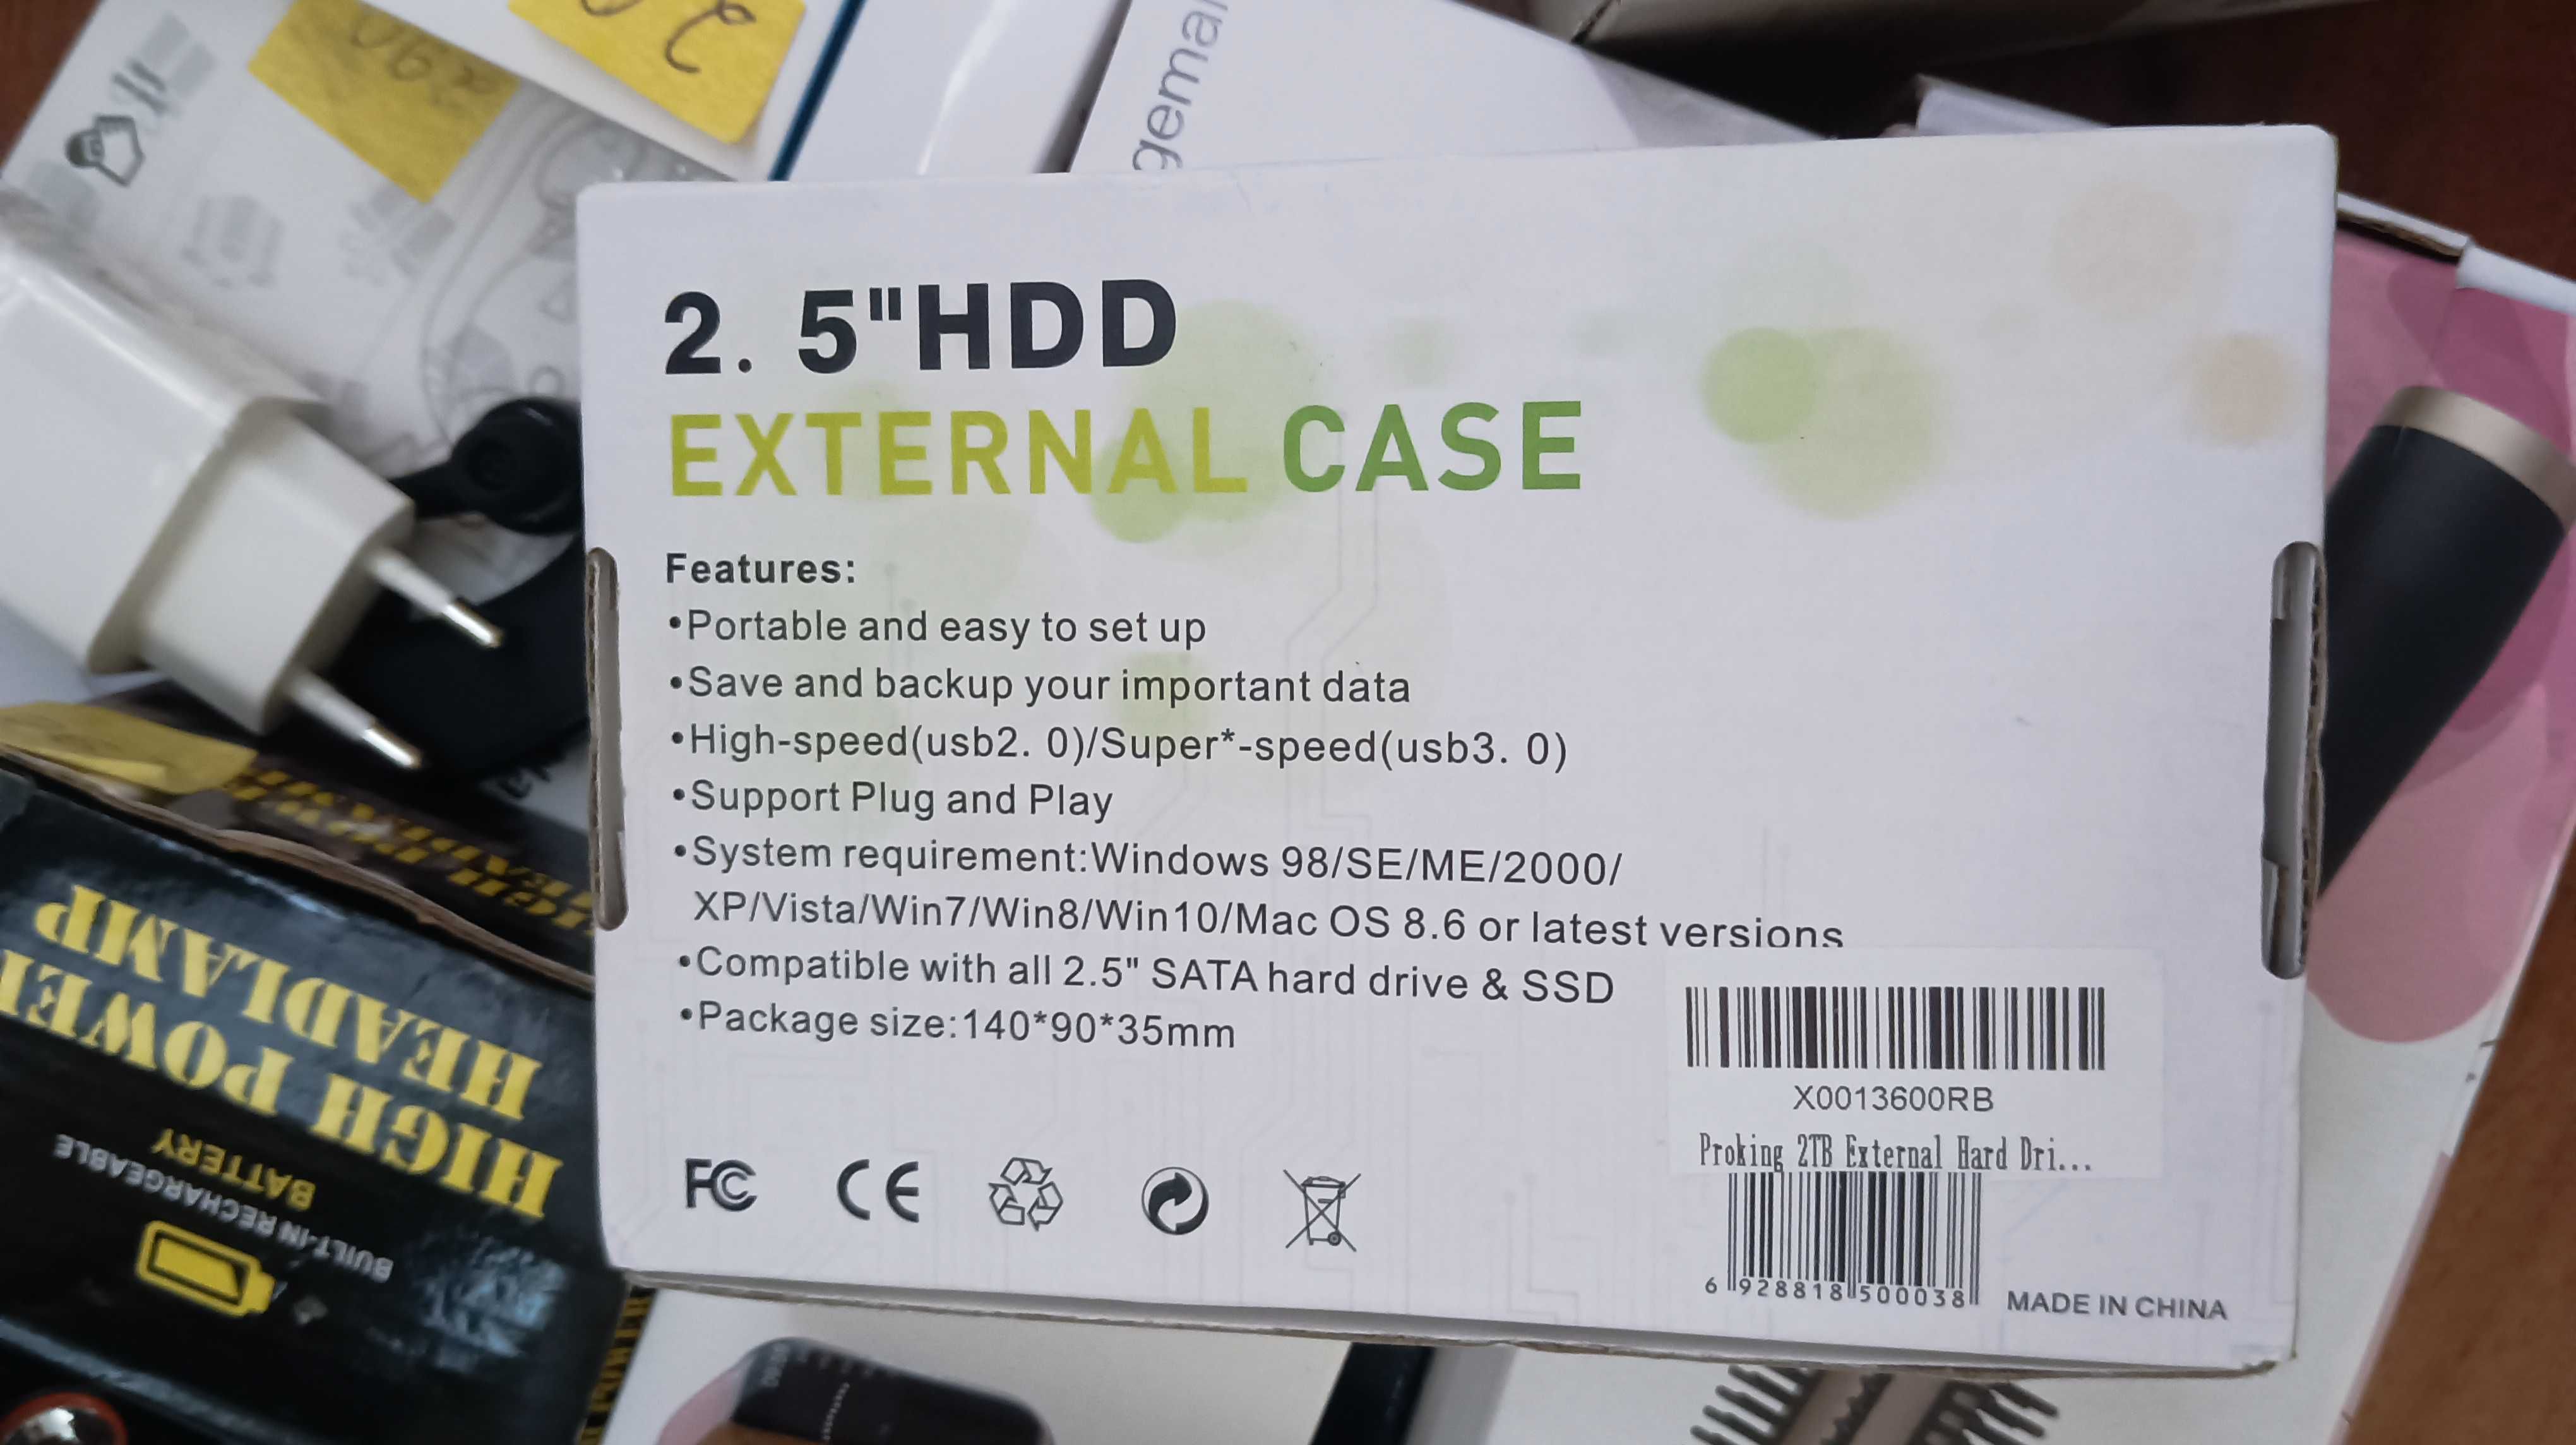 gemai
2. 5"HDD
EXTERNAL CASE
Features:
•Portable and easy to set up
•Save and backup your important data
•High-speed(usb2. 0)/Super*-speed(usb3. 0)
•Support Plug and Play
•System requirement:Windows 98/SE/ME/2000/
XP/Vista/Win7/Win8/Win10/Mac OS 8.6 or latest versions
•Compatible with all 2.5" SATA hard drive & SSD
•Package size:140*90*35mm
X0013600RB
Proking 2TB External Hard Dri...
6 928818 500038
MADE IN CHINA
FC CE
HIGH POWER
HEADLAMP
BUILT-IN RECHARGEABLE
BATTERY